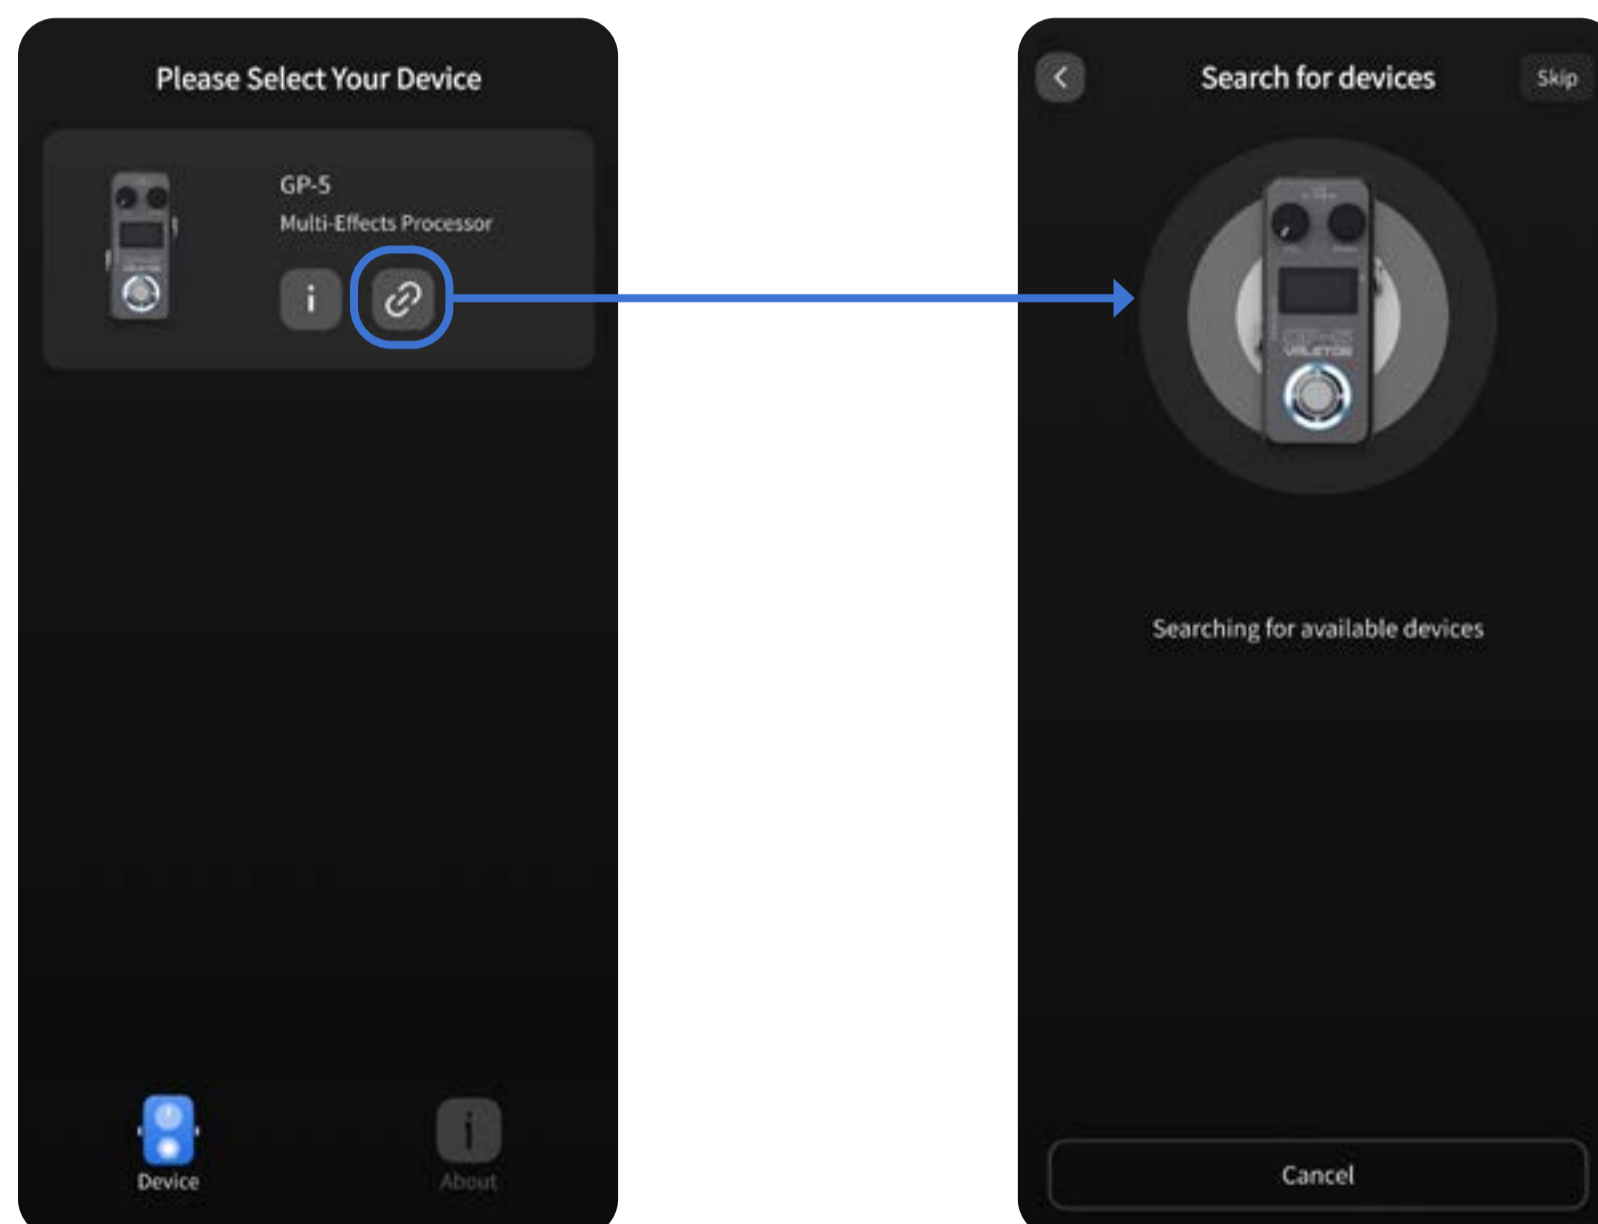 Please Select Your Device
GP-5
Multi-Effects Processor
Device
About
Search for devices
Skip
VALETON
Searching for available devices
Cancel